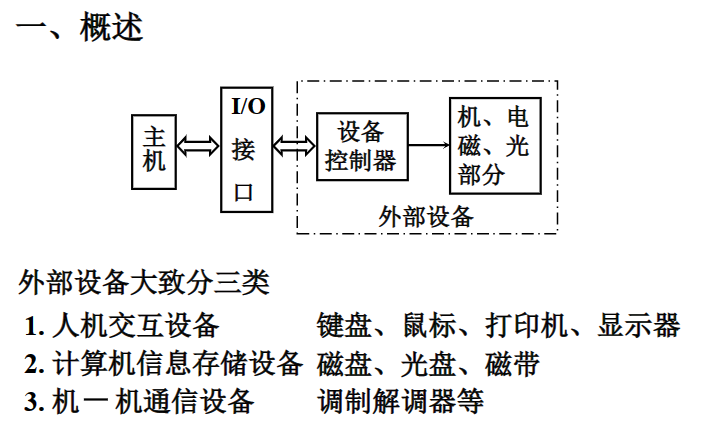 一、概述
主机
I/O
接
口
设备
控制器
机、电
磁、光
部分
外部设备
外部设备大致分三类
1. 人机交互设备 键盘、鼠标、打印机、显示器
2. 计算机信息存储设备 磁盘、光盘、磁带
3. 机一机通信设备 调制解调器等